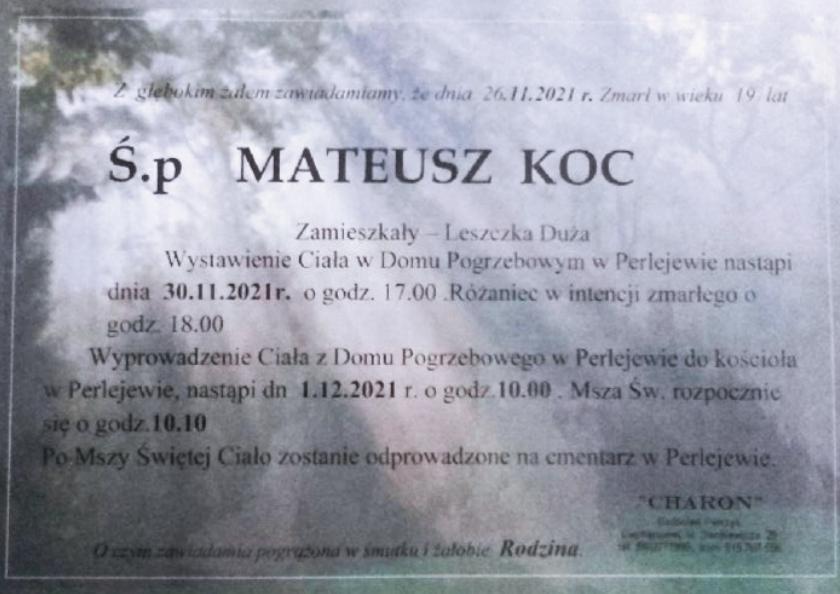 Z głębokim żalem zawiadamiamy, że dnia 26.11.2021 r. Zmarł w wieku 19 lat
Ś.p MATEUSZ KOC
Zamieszkały – Leszczka Duża
Wystawienie Ciała w Domu Pogrzebowym w Perlejewie nastąpi
dnia 30.11.2021r. o godz. 17.00 .Różaniec w intencji zmarłego o
godz. 18.00
Wyprowadzenie Ciała z Domu Pogrzebowego w Perlejewie do kościoła
w Perlejewie, nastąpi dn 1.12.2021 r. o godz.10.00 . Msza Św. rozpocznie
się o godz.10.10
Po Mszy Świętej Ciało zostanie odprowadzone na cmentarz w Perlejewie.
"CHARON"
O czym zawiadamia pogrążona w smutku i żałobie Rodzina.